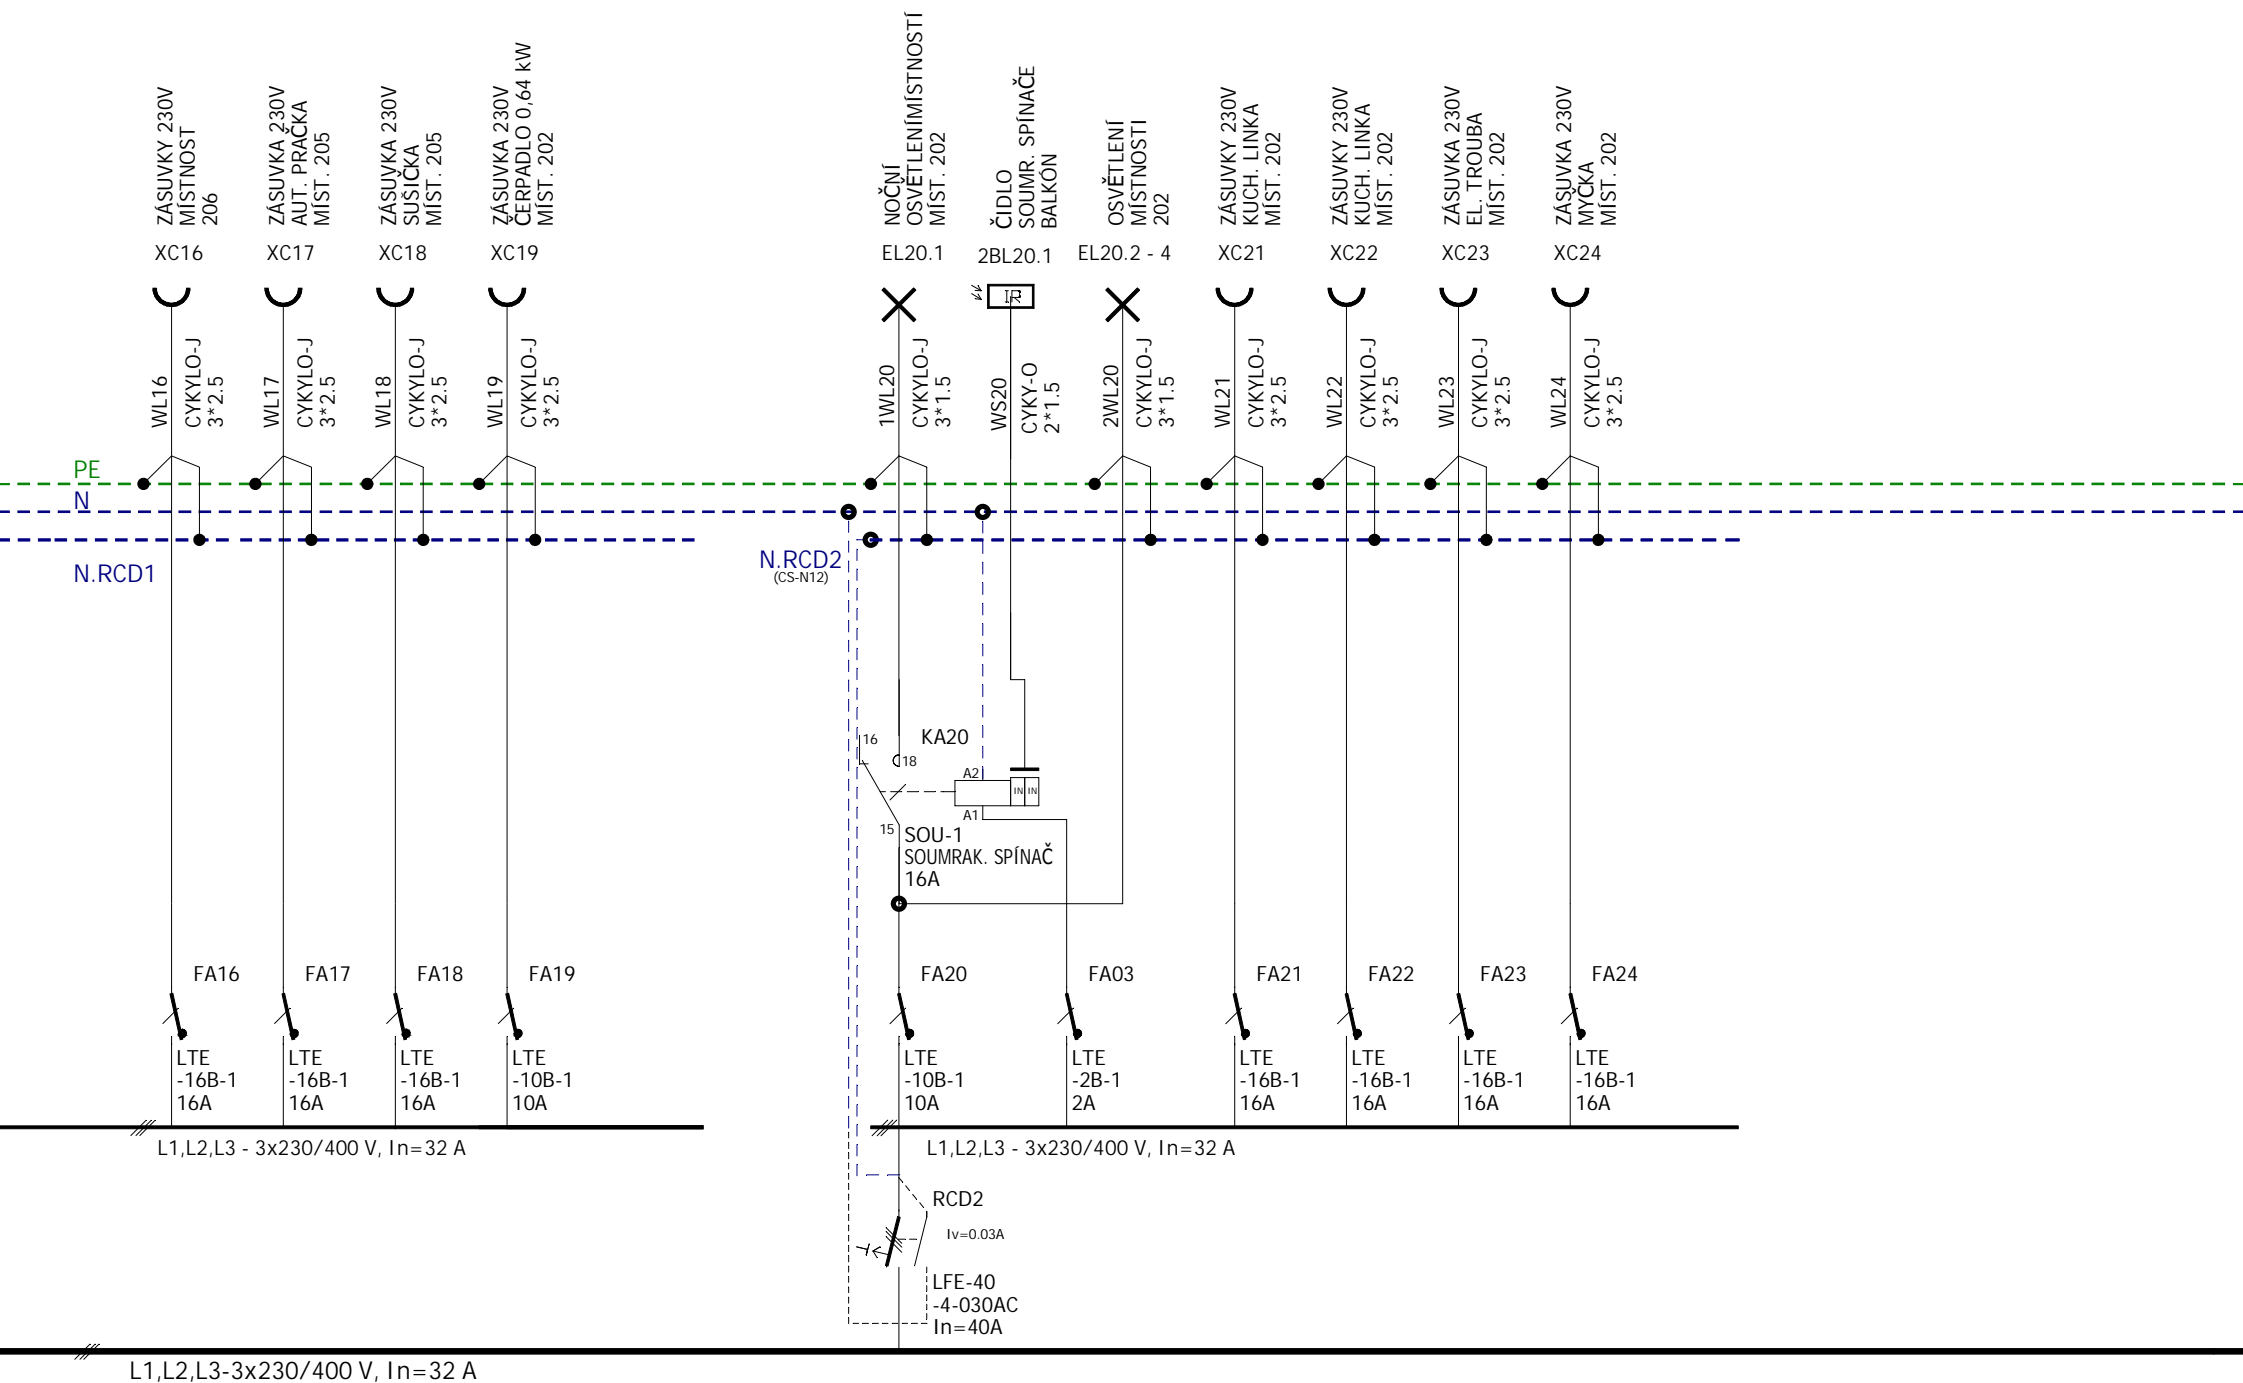 ZÁSUVKY 230V
MÍSTNOST
206
ZÁSUVKA 230V
AUT. PRAČKA
MÍST. 205
ZÁSUVKA 230V
SUŠIČKA
MÍST. 205
ZÁSUVKA 230V
ČERPADLO 0,64 kW
MÍST. 202
NOČNÍ
OSVĚTLENÍMÍSTNOSTÍ
MÍST. 202
ČIDLO
SOUMR. SPÍNAČE
BALKÓN
OSVĚTLENÍ
MÍSTNOSTI
202
ZÁSUVKY 230V
KUCH. LINKA
MÍST. 202
ZÁSUVKY 230V
KUCH. LINKA
MÍST. 202
ZÁSUVKA 230V
EL. TROUBA
MÍST. 202
ZÁSUVKA 230V
MYČKA
MÍST. 202
XC16
XC17
XC18
XC19
EL20.1
2BL20.1
EL20.2 - 4
XC21
XC22
XC23
XC24
IR
WL16
CYKYLO-J
3*2.5
WL17
CYKYLO-J
3*2.5
WL18
CYKYLO-J
3*2.5
WL19
CYKYLO-J
3*2.5
1WL20
CYKYLO-J
3*1.5
WS20
CYKY-O
2*1.5
2WL20
CYKYLO-J
3*1.5
WL21
CYKYLO-J
3*2.5
WL22
CYKYLO-J
3*2.5
WL23
CYKYLO-J
3*2.5
WL24
CYKYLO-J
3*2.5
PE
N
N.RCD1
N.RCD2
(CS-N12)
16
KA20
18
A2
IN IN
A1
15
SOU-1
SOUMRAK. SPÍNAČ
16A
FA16
FA17
FA18
FA19
FA20
FA03
FA21
FA22
FA23
FA24
LTE
-16B-1
16A
LTE
-16B-1
16A
LTE
-16B-1
16A
LTE
-10B-1
10A
LTE
-10B-1
10A
LTE
-2B-1
2A
LTE
-16B-1
16A
LTE
-16B-1
16A
LTE
-16B-1
16A
LTE
-16B-1
16A
L1,L2,L3 - 3x230/400 V, In=32 A
L1,L2,L3 - 3x230/400 V, In=32 A
RCD2
Iv=0.03A
LFE-40
-4-030AC
In=40A
L1,L2,L3-3x230/400 V, In=32 A